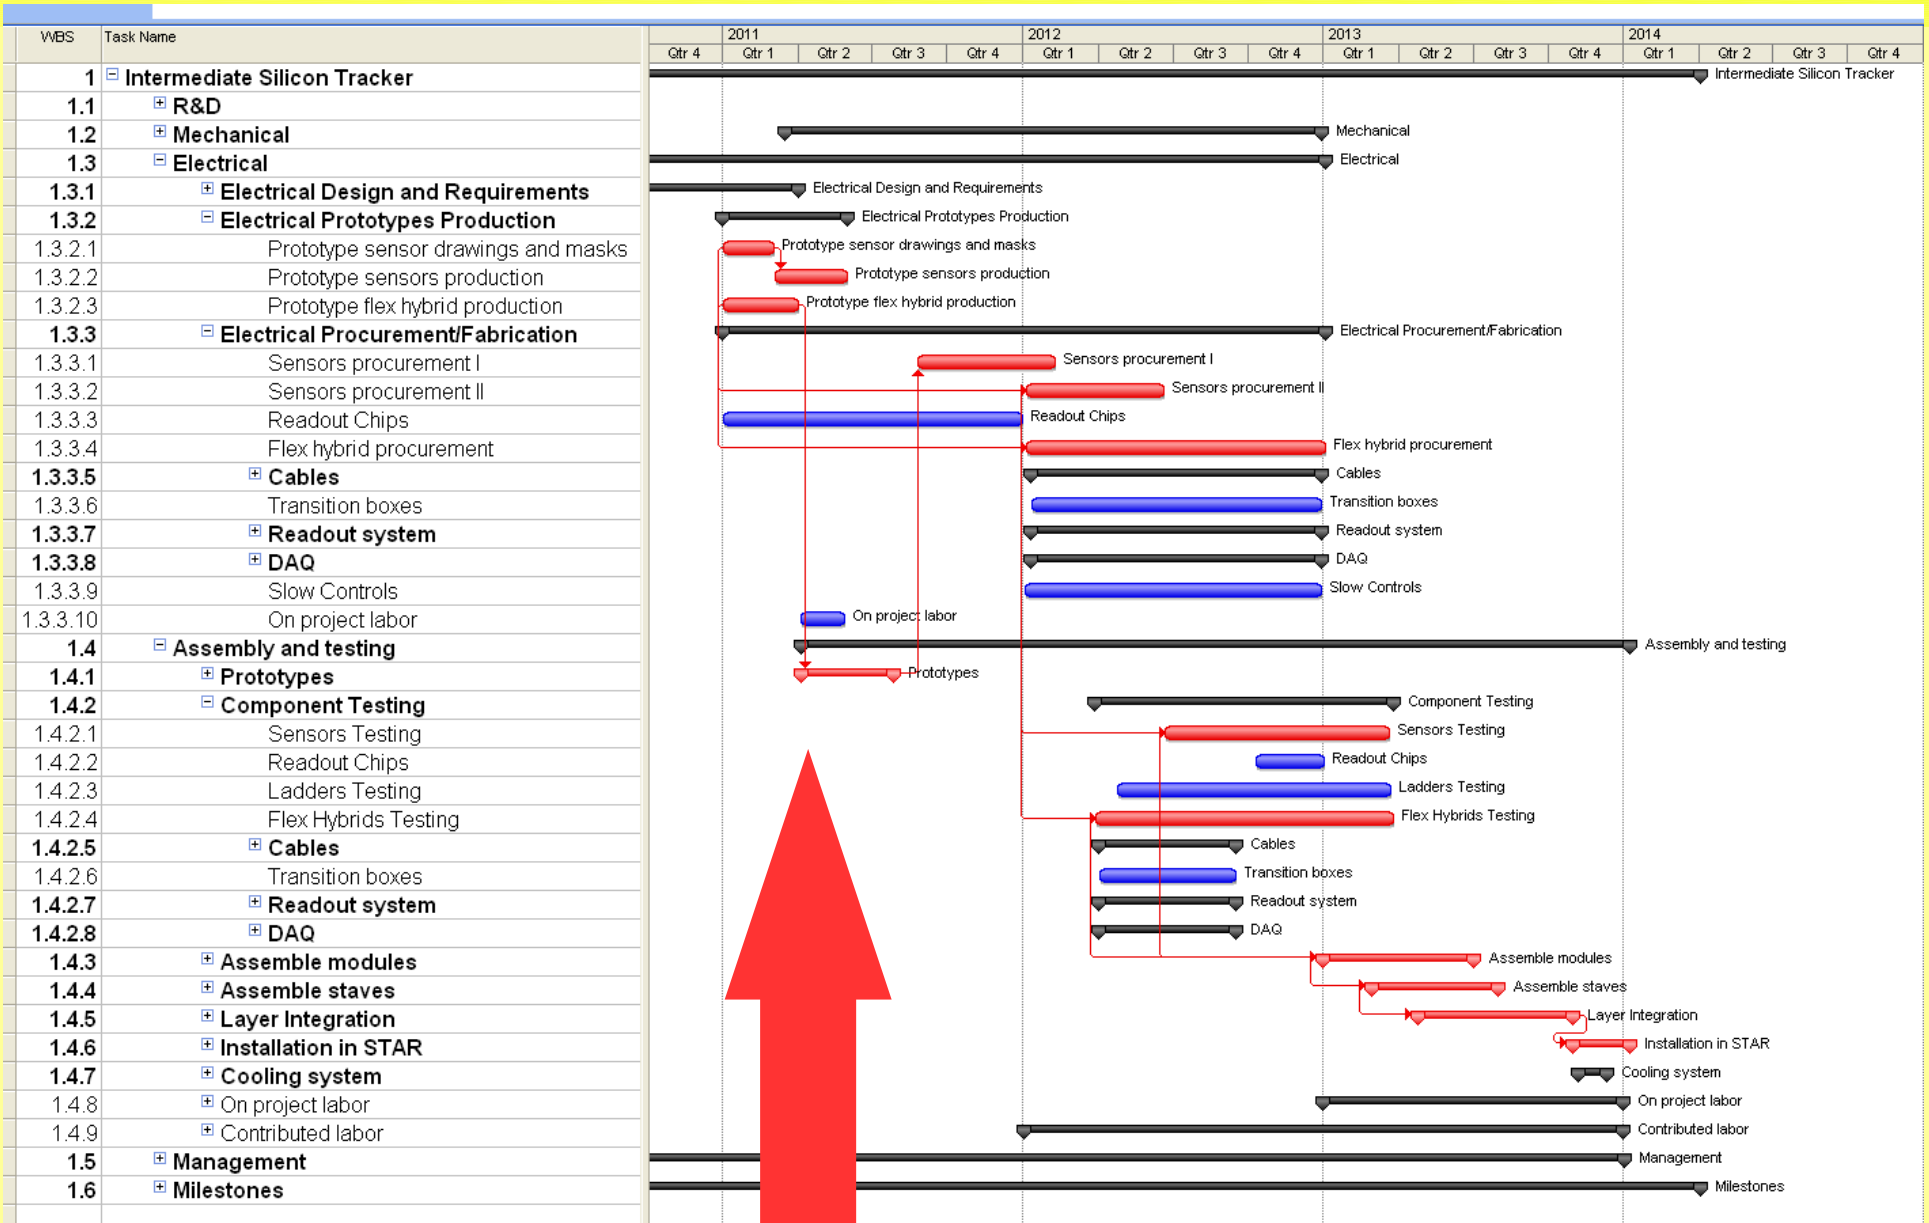 WBS Task Name 2011 2012 2013 2014
Qtr 4 Qtr 1 Qtr 2 Qtr 3 Qtr 4 Qtr 1 Qtr 2 Qtr 3 Qtr 4 Qtr 1 Qtr 2 Qtr 3 Qtr 4 Qtr 1 Qtr 2 Qtr 3 Qtr 4
1 Intermediate Silicon Tracker Intermediate Silicon Tracker
1.1 R&D
1.2 Mechanical Mechanical
1.3 Electrical Electrical
1.3.1 Electrical Design and Requirements Electrical Design and Requirements
1.3.2 Electrical Prototypes Production Electrical Prototypes Production
1.3.2.1 Prototype sensor drawings and masks Prototype sensor drawings and masks
1.3.2.2 Prototype sensors production Prototype sensors production
1.3.2.3 Prototype flex hybrid production Prototype flex hybrid production
1.3.3 Electrical Procurement/Fabrication Electrical Procurement/Fabrication
1.3.3.1 Sensors procurement I Sensors procurement I
1.3.3.2 Sensors procurement II Sensors procurement II
1.3.3.3 Readout Chips Readout Chips
1.3.3.4 Flex hybrid procurement Flex hybrid procurement
1.3.3.5 Cables Cables
1.3.3.6 Transition boxes Transition boxes
1.3.3.7 Readout system Readout system
1.3.3.8 DAQ DAQ
1.3.3.9 Slow Controls Slow Controls
1.3.3.10 On project labor On project labor
1.4 Assembly and testing Assembly and testing
1.4.1 Prototypes Prototypes
1.4.2 Component Testing Component Testing
1.4.2.1 Sensors Testing Sensors Testing
1.4.2.2 Readout Chips Readout Chips
1.4.2.3 Ladders Testing Ladders Testing
1.4.2.4 Flex Hybrids Testing Flex Hybrids Testing
1.4.2.5 Cables Cables
1.4.2.6 Transition boxes Transition boxes
1.4.2.7 Readout system Readout system
1.4.2.8 DAQ DAQ
1.4.3 Assemble modules Assemble modules
1.4.4 Assemble staves Assemble staves
1.4.5 Layer Integration Layer Integration
1.4.6 Installation in STAR Installation in STAR
1.4.7 Cooling system Cooling system
1.4.8 On project labor On project labor
1.4.9 Contributed labor Contributed labor
1.5 Management Management
1.6 Milestones Milestones